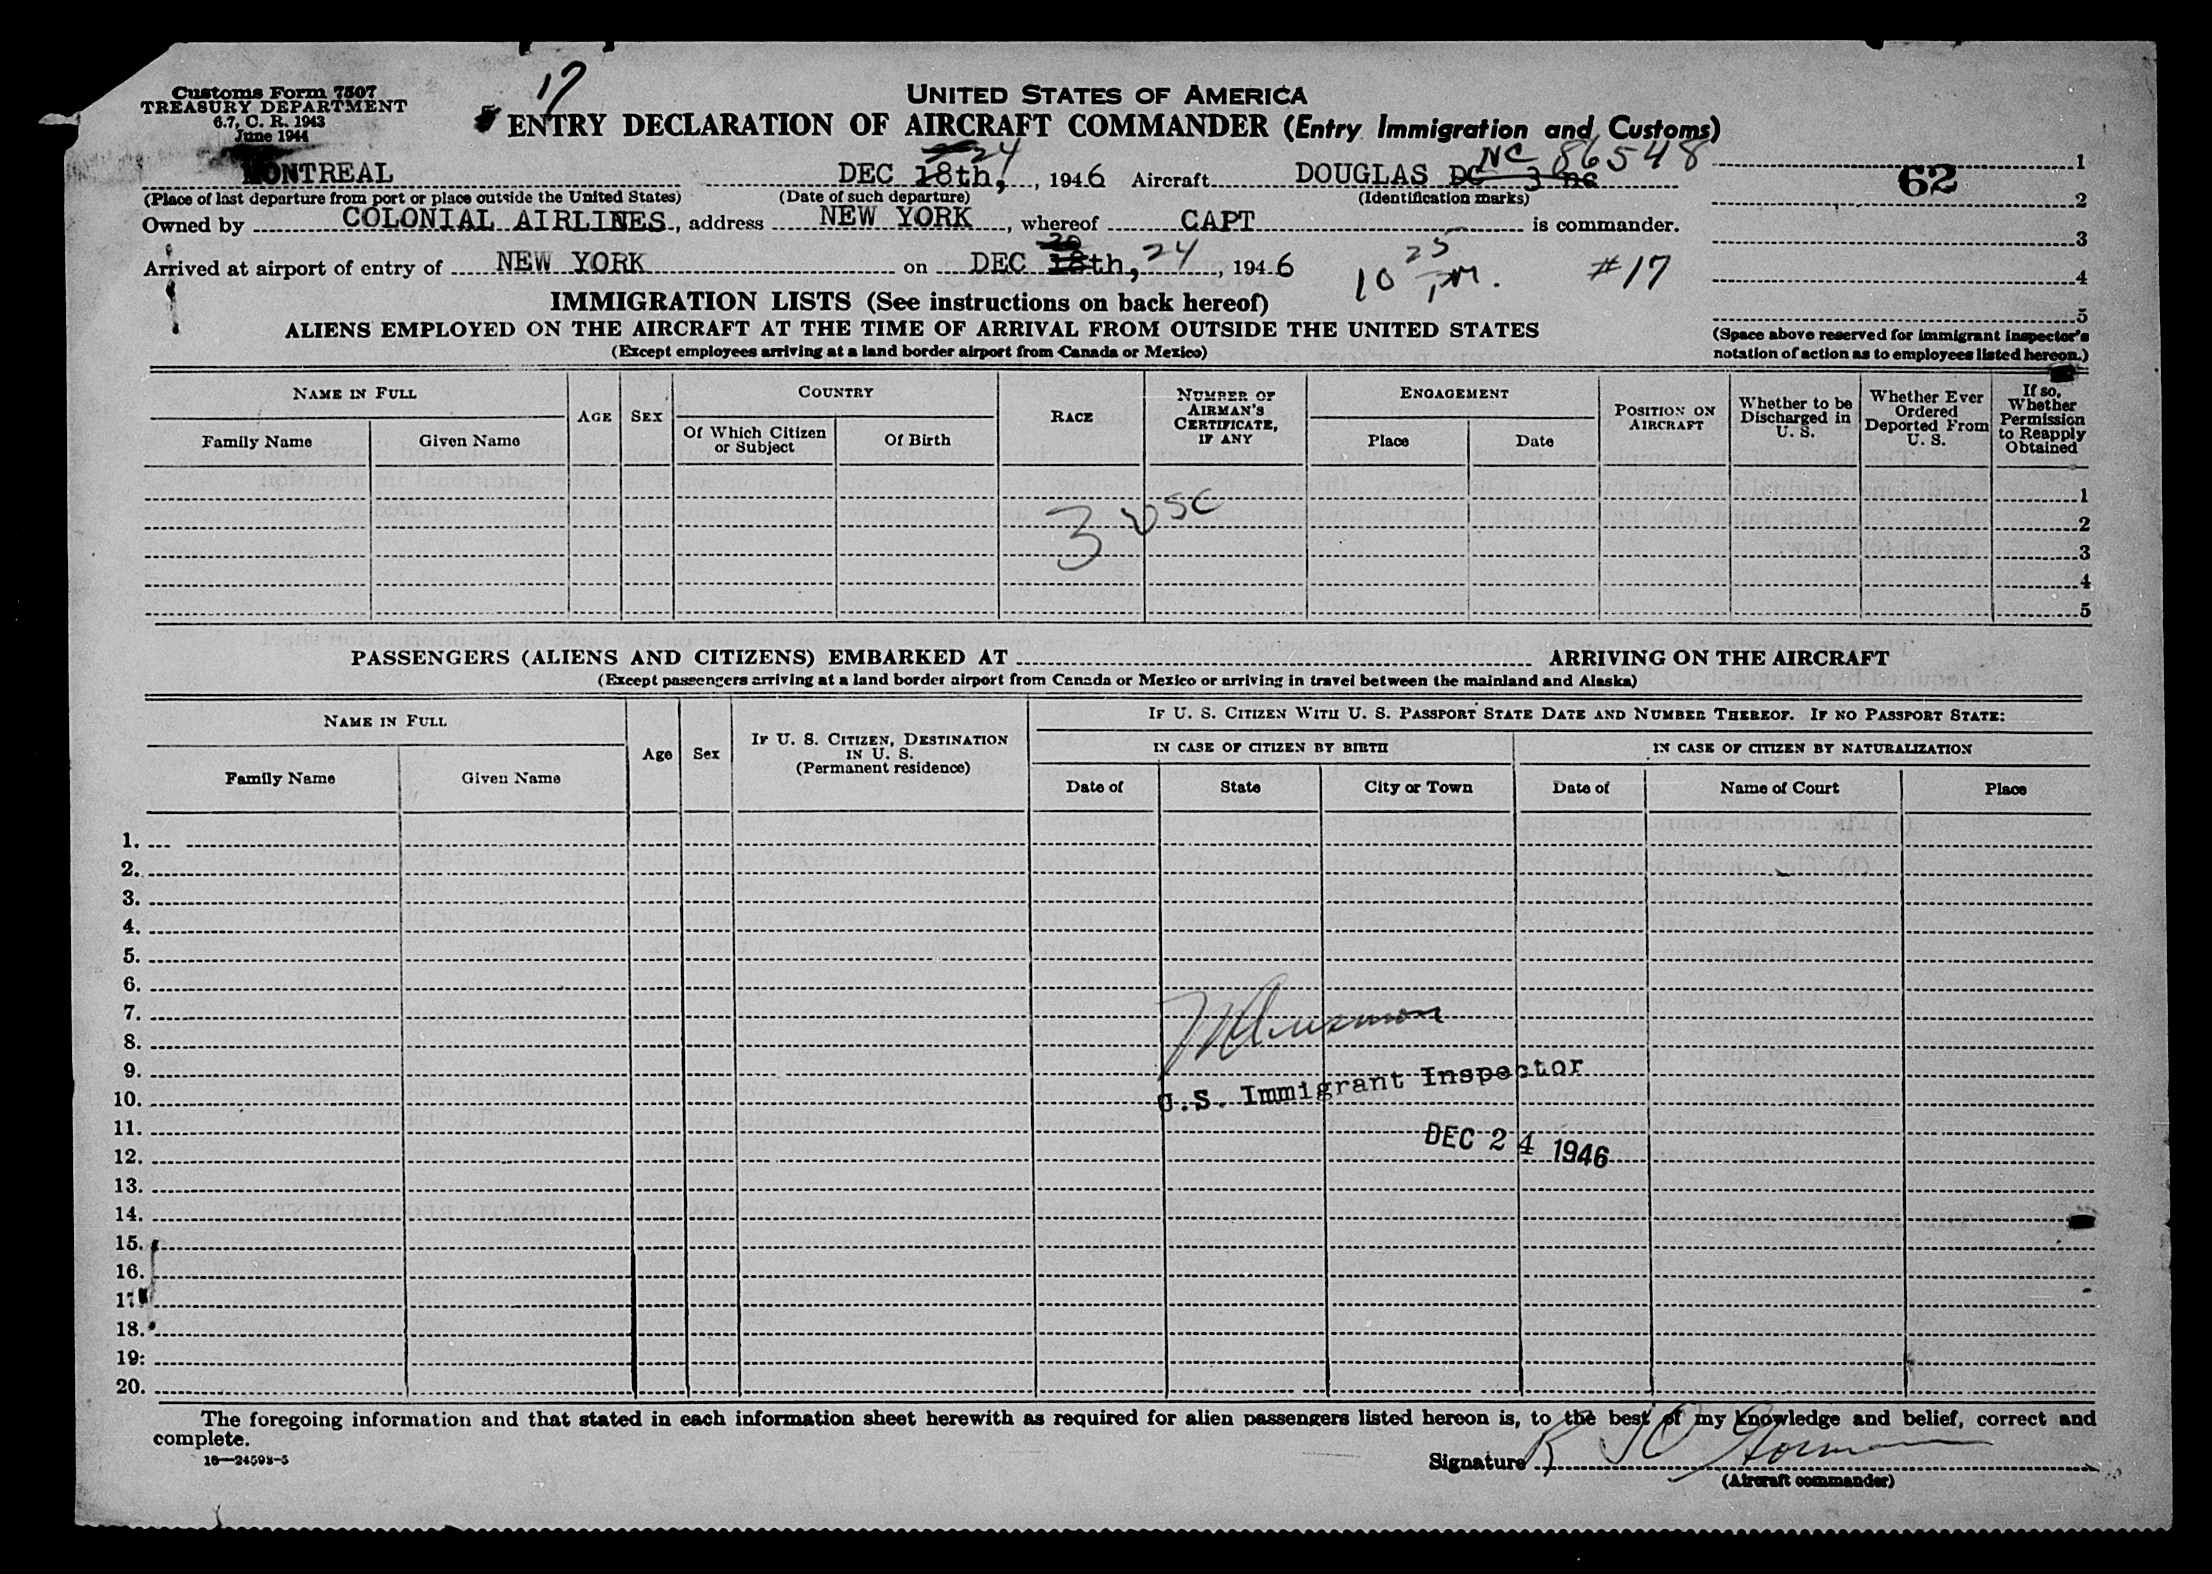 17
Customs Form 7507
TREASURY DEPARTMENT
6.7, C. R. 1943
June 1944
UNITED STATES OF AMERICA
ENTRY DECLARATION OF AIRCRAFT COMMANDER (Entry Immigration and Customs)
24 NC 86548
MONTREAL DEC 18th, , 1946 Aircraft DOUGLAS DC 3 nc 1
62
(Place of last departure from port or place outside the United States) (Date of such departure) (Identification marks) 2
Owned by COLONIAL AIRLINES, address NEW YORK, whereof CAPT is commander.
3
20
Arrived at airport of entry of NEW YORK on DEC 18th, 24, 1946 10 25 PM. #17
4
IMMIGRATION LISTS (See instructions on back hereof)
5
ALIENS EMPLOYED ON THE AIRCRAFT AT THE TIME OF ARRIVAL FROM OUTSIDE THE UNITED STATES
(Space above reserved for immigrant inspector's
notation of action as to employees listed hereon.)
(Except employees arriving at a land border airport from Canada or Mexico)
NAME IN FULL
Family Name Given Name
AGE SEX
COUNTRY
Of Which Citizen
or Subject
Of Birth
RACE
NUMBER OF
AIRMAN'S
CERTIFICATE,
IF ANY
ENGAGEMENT
Place Date
POSITION ON
AIRCRAFT
Whether to be
Discharged in
U. S.
Whether Ever
Ordered
Deported From
U. S.
If so,
Whether
Permission
to Reapply
Obtained
1
3 USC
2
3
4
5
PASSENGERS (ALIENS AND CITIZENS) EMBARKED AT ARRIVING ON THE AIRCRAFT
(Except passengers arriving at a land border airport from Canada or Mexico or arriving in travel between the mainland and Alaska)
NAME IN FULL
Family Name Given Name
Age Sex
IF U. S. CITIZEN, DESTINATION
IN U. S.
(Permanent residence)
IF U. S. CITIZEN WITH U. S. PASSPORT STATE DATE AND NUMBER THEREOF. IF NO PASSPORT STATE:
IN CASE OF CITIZEN BY BIRTH IN CASE OF CITIZEN BY NATURALIZATION
Date of State City or Town Date of Name of Court Place
1.
2.
3.
4.
5.
6.
7.
8.
9.
10.
U.S. Immigrant Inspector
11.
DEC 24 1946
12.
13.
14.
15.
16.
17.
18.
19.
20.
The foregoing information and that stated in each information sheet herewith as required for alien passengers listed hereon is, to the best of my knowledge and belief, correct and
complete.
16—24593-5
Signature
(Aircraft commander)